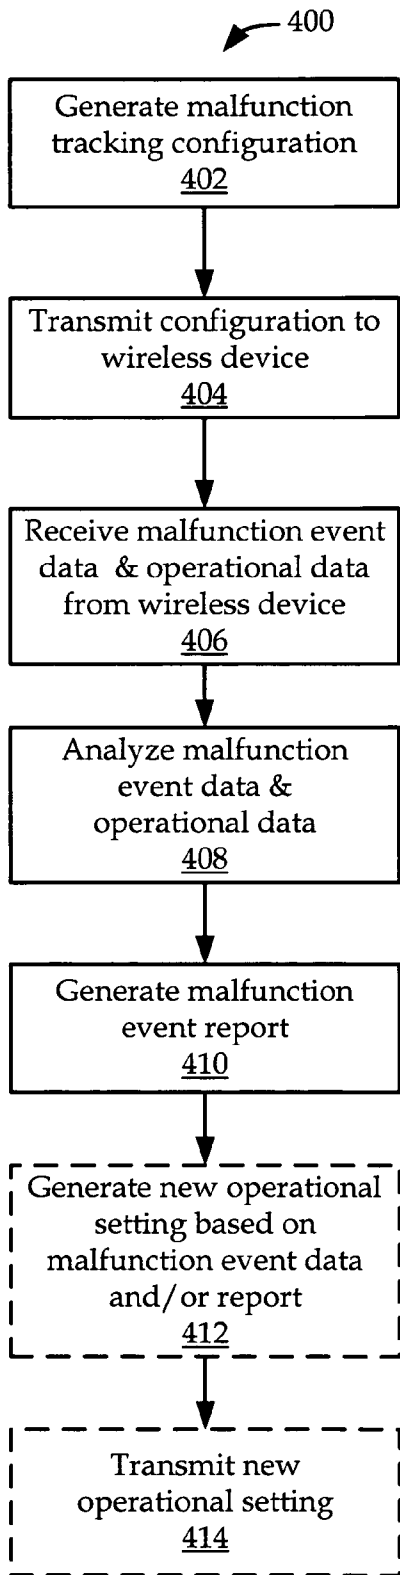 400
Generate malfunction
tracking configuration
402
Transmit configuration to
wireless device
404
Receive malfunction event
data & operational data
from wireless device
406
Analyze malfunction
event data &
operational data
408
Generate malfunction
event report
410
Generate new operational
setting based on
malfunction event data
and/or report
412
Transmit new
operational setting
414